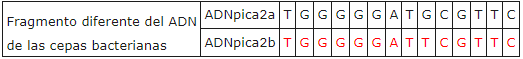 Fragmento diferente del ADN
de las cepas bacterianas
ADNpica2a T G G G G G A T G C G T T C
ADNpica2b T G G G G G A T T C G T T C